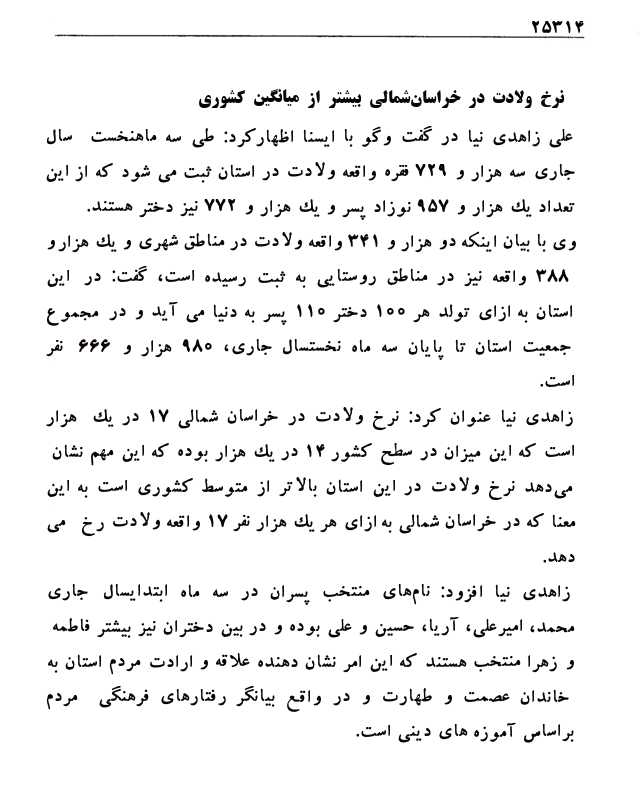 ۲۵۳۱۴
نرخ ولادت در خراسان‌شمالی بیشتر از میانگین کشوری
علی زاهدی نیا در گفت وگو با ایسنا اظهارکرد: طی سه ماهنخست سال
جاری سه هزار و ۷۲۹ فقره واقعه ولادت در استان ثبت می شود که از این
تعداد یك هزار و ۹۵۷ نوزاد پسر و یك هزار و ۷۷۲ نیز دختر هستند.
وی با بیان اینکه دو هزار و ۳۴۱ واقعه ولادت در مناطق شهری و یك هزارو
۳۸۸ واقعه نیز در مناطق روستایی به ثبت رسیده است، گفت: در این
استان به ازای تولد هر ۱۰۰ دختر ۱۱۰ پسر به دنیا می آید و در مجموع
جمعیت استان تا پایان سه ماه نخستسال جاری، ۹۸۰ هزار و ۶۶۶ نفر
است.
زاهدی نیا عنوان کرد: نرخ ولادت در خراسان شمالی ۱۷ در یك هزار
است که این میزان در سطح کشور ۱۴ در یك هزار بوده که این مهم نشان
می‌دهد نرخ ولادت در این استان بالاتر از متوسط کشوری است به این
معنا که در خراسان شمالی به ازای هر یك هزار نفر ۱۷ واقعه ولادت رخ می
دهد.
زاهدی نیا افزود: نام‌های منتخب پسران در سه ماه ابتدایسال جاری
محمد، امیرعلی، آریا، حسین و علی بوده و در بین دختران نیز بیشتر فاطمه
و زهرا منتخب هستند که این امر نشان دهنده علاقه و ارادت مردم استان به
خاندان عصمت و طهارت و در واقع بیانگر رفتارهای فرهنگی مردم
براساس آموزه های دینی است.